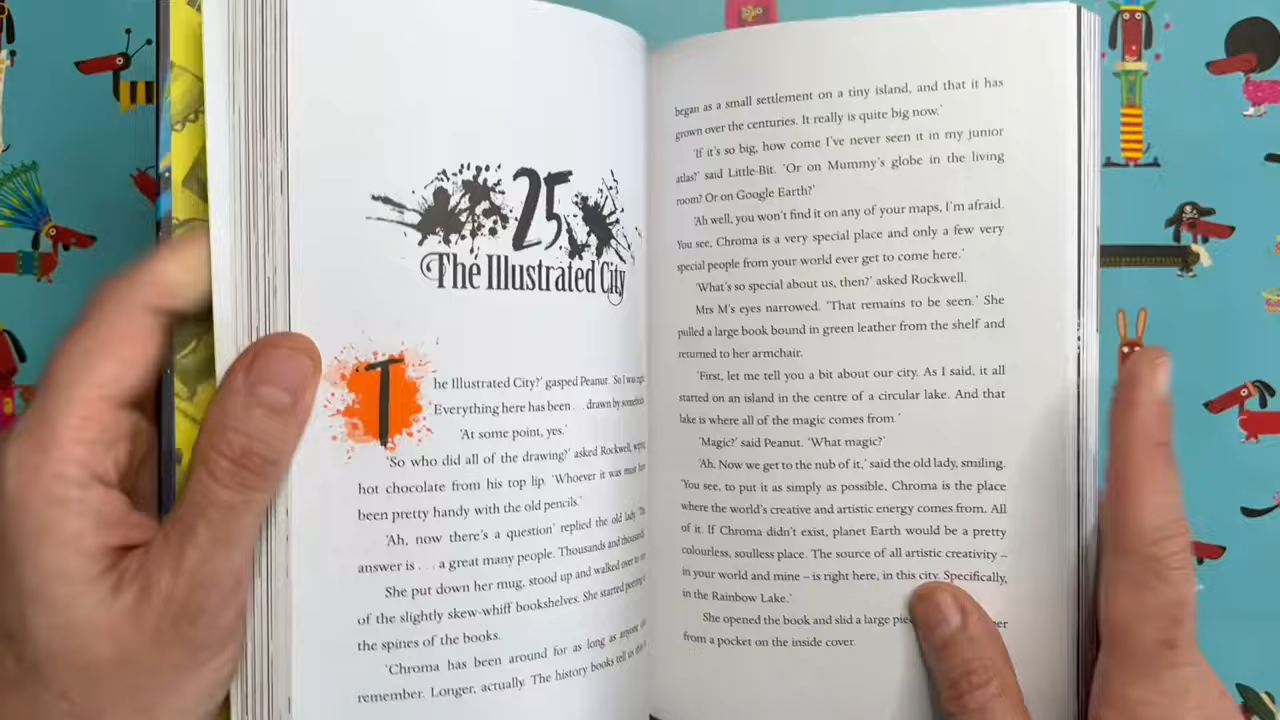 25
The Illustrated City
The Illustrated City?' gasped Peanut. 'So I was right.
Everything here has been . . . drawn by somebody
'At some point, yes.'
'So who did all of the drawing?' asked Rockwell, wiping
hot chocolate from his top lip. 'Whoever it was must have
been pretty handy with the old pencils.'
'Ah, now there's a question' replied the old lady. 'The
answer is . . . a great many people. Thousands and thousands
She put down her mug, stood up and walked over to one
of the slightly skew-whiff bookshelves. She started
the spines of the books.
'Chroma has been around for as long as anyone can
remember. Longer, actually. The history books tell us
began as a small settlement on a tiny island, and that it has
grown over the centuries. It really is quite big now.'
'If it's so big, how come I've never seen it in my junior
atlas?' said Little-Bit. 'Or on Mummy's globe in the living
room? Or on Google Earth?'
'Ah well, you won't find it on any of your maps, I'm afraid.
You see, Chroma is a very special place and only a few very
special people from your world ever get to come here.'
'What's so special about us, then?' asked Rockwell.
Mrs M's eyes narrowed. 'That remains to be seen.' She
pulled a large book bound in green leather from the shelf and
returned to her armchair.
'First, let me tell you a bit about our city. As I said, it all
started on an island in the centre of a circular lake. And that
lake is where all of the magic comes from.'
'Magic?' said Peanut. 'What magic?'
'Ah. Now we get to the nub of it,' said the old lady, smiling.
'You see, to put it as simply as possible, Chroma is the place
where the world's creative and artistic energy comes from. All
of it. If Chroma didn't exist, planet Earth would be a pretty
colourless, soulless place. The source of all artistic creativity –
in your world and mine – is right here, in this city. Specifically,
in the Rainbow Lake.'
She opened the book and slid a large
from a pocket on the inside cover.